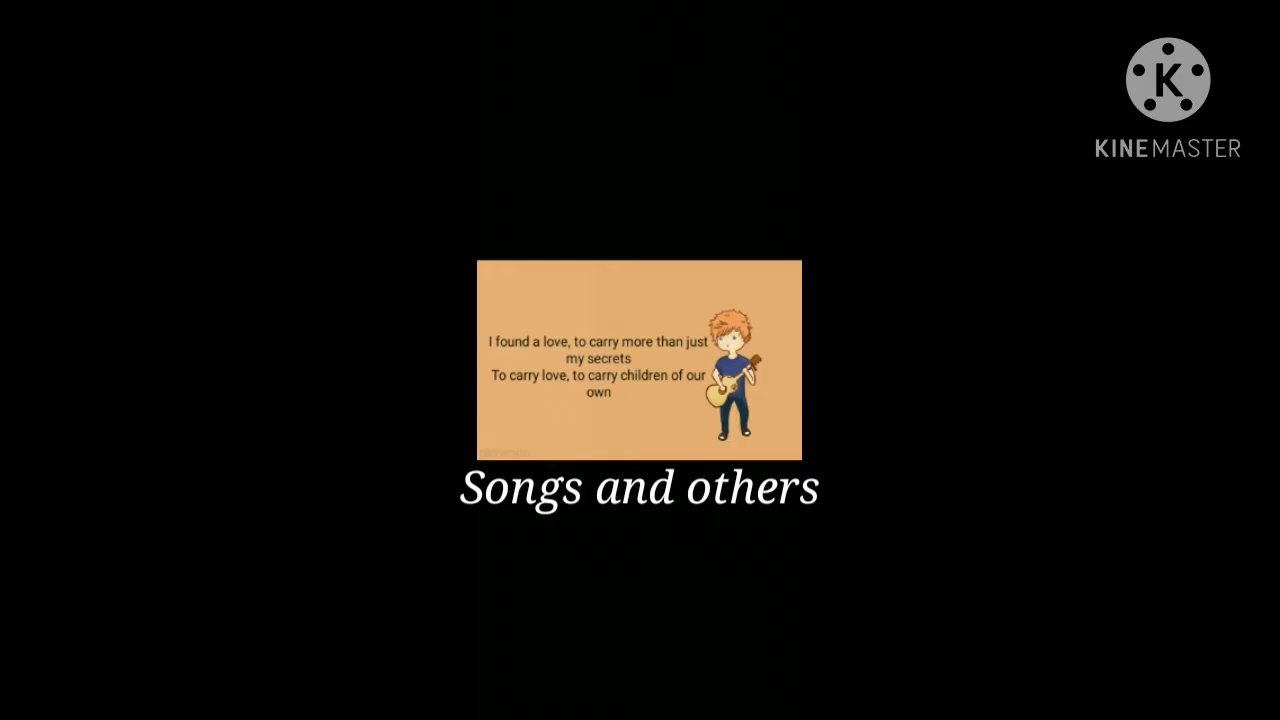 K
KINEMASTER
I found a love, to carry more than just
my secrets
To carry love, to carry children of our
own
Songs and others